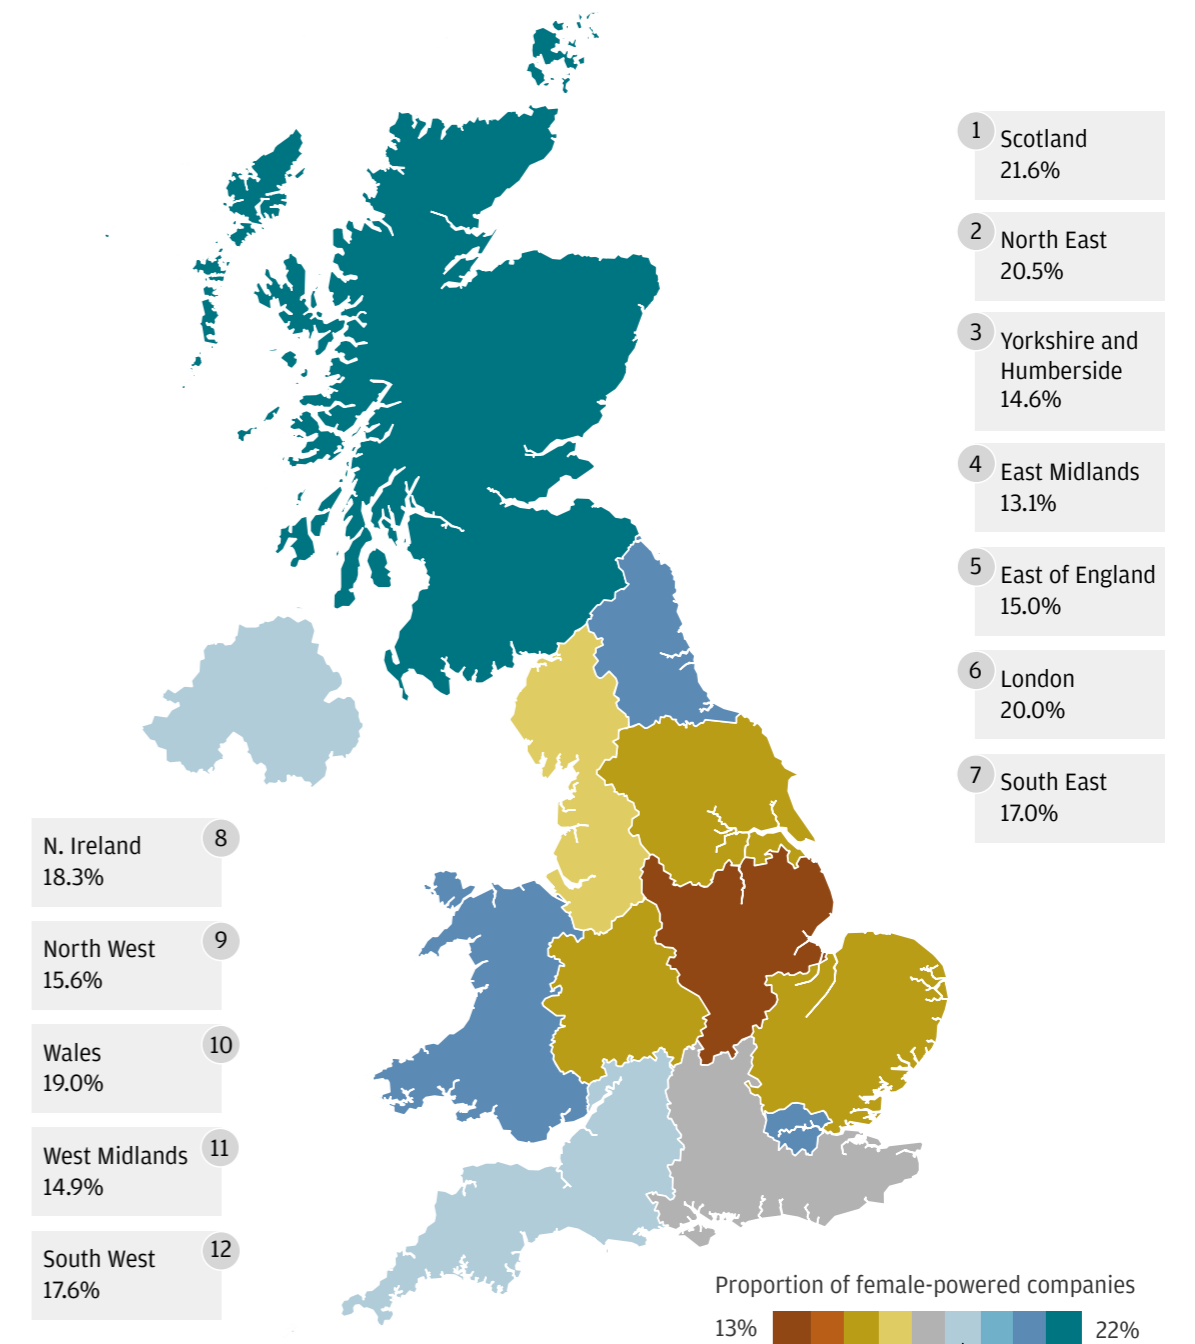 1
Scotland
21.6%
2
North East
20.5%
3
Yorkshire and
Humberside
14.6%
4
East Midlands
13.1%
5
East of England
15.0%
6
London
20.0%
7
South East
17.0%
N. Ireland
8
18.3%
North West
9
15.6%
Wales
10
19.0%
West Midlands
11
14.9%
South West
12
17.6%
Proportion of female-powered companies
13% 22%